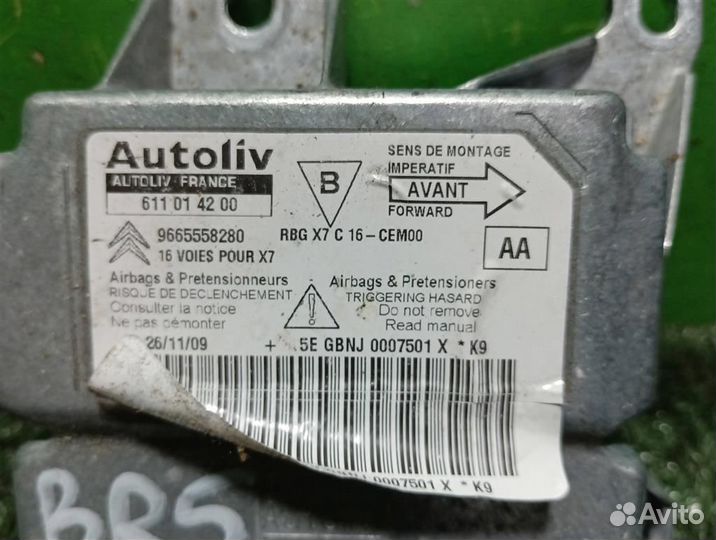 Autoliv
AUTOLIV FRANCE
611 01 42 00
B
SENS DE MONTAGE
IMPERATIF
AVANT
FORWARD
9665558280
RBG X7 C 16-CEM00
16 VOIES POUR X7
AA
Airbags & Pretensionneurs
RISQUE DE DECLENCHEMENT
Consulter la notice
Ne pas démonter
Airbags & Pretensioners
TRIGGERING HASARD
Do not remove
Read manual
26/11/09 + 5E GBNJ 0007501 X * K9
0007501 X * K9
BRS
Avito